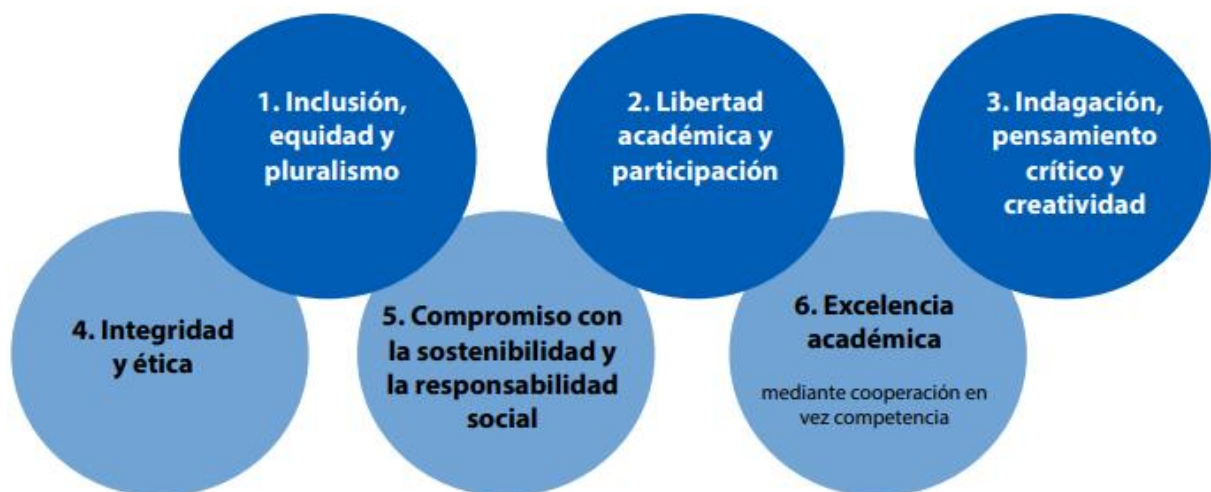 1. Inclusión,
equidad y
pluralismo
2. Libertad
académica y
participación
3. Indagación,
pensamiento
crítico y
creatividad
4. Integridad
y ética
5. Compromiso con
la sostenibilidad y
la responsabilidad
social
6. Excelencia
académica
mediante cooperación en
vez competencia